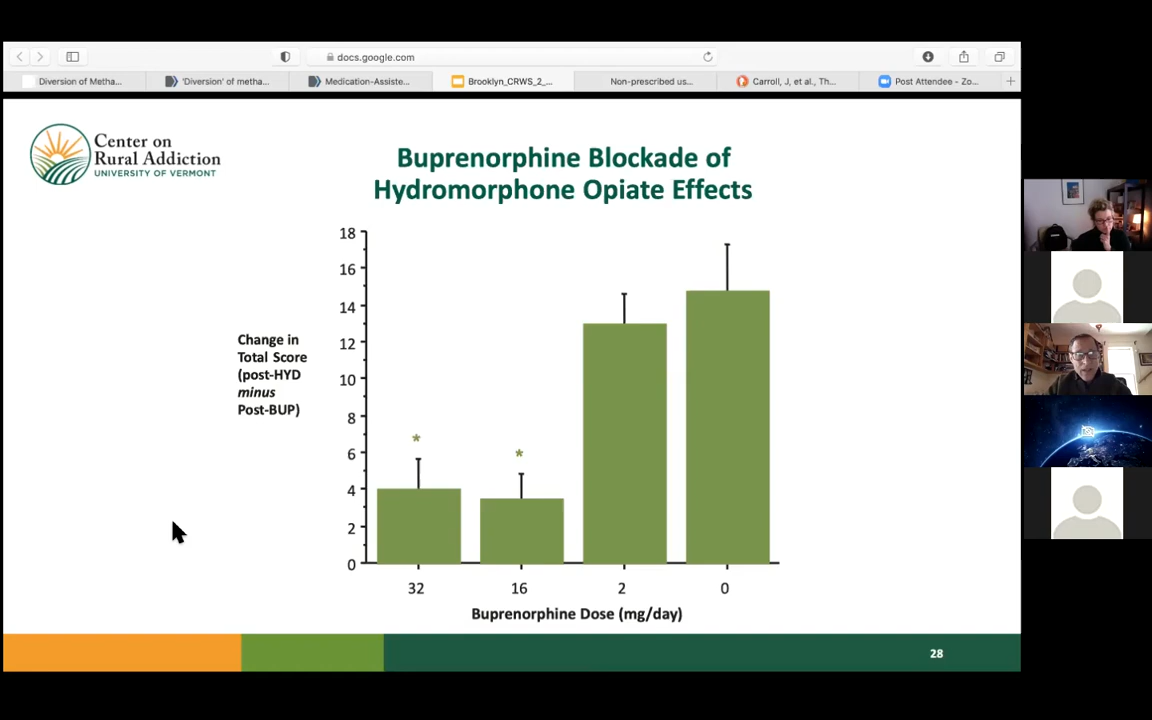 docs.google.com
Diversion of Metha...
'Diversion' of metha...
Medication-Assiste...
Brooklyn_CRWS_2_...
Non-prescribed us...
Carroll, J, et al., Th...
Post Attendee - Zo...
Center on
Rural Addiction
UNIVERSITY OF VERMONT
Buprenorphine Blockade of
Hydromorphone Opiate Effects
Change in
Total Score
(post-HYD
minus
Post-BUP)
18
16
14
12
10
8
6
4
2
0
*
*
32 16 2 0
Buprenorphine Dose (mg/day)
28